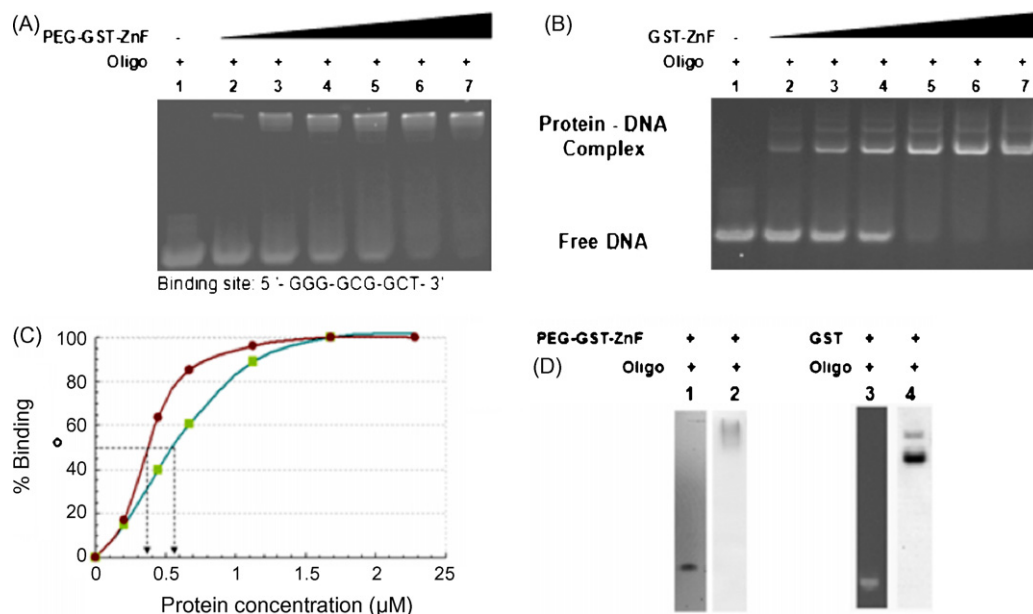 (A)
PEG-GST-ZnF -
Oligo + + + + + + +
1 2 3 4 5 6 7
Binding site: 5 '- GGG-GCG-GCT- 3'
(B)
GST-ZnF -
Oligo + + + + + + +
1 2 3 4 5 6 7
Protein - DNA
Complex
Free DNA
(C)
% Binding
100
80
60
40
20
0
0 0.5 1 1.5 2 25
Protein concentration (µM)
(D)
PEG-GST-ZnF + +
Oligo + +
1 2
GST + +
Oligo + +
3 4